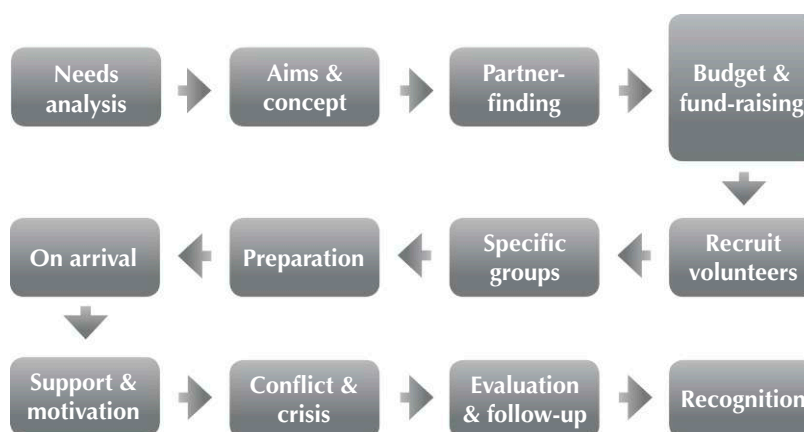 Needs
analysis
Aims &
concept
Partner-
finding
Budget &
fund-raising
Recruit
volunteers
Specific
groups
Preparation
On arrival
Support &
motivation
Conflict &
crisis
Evaluation
& follow-up
Recognition